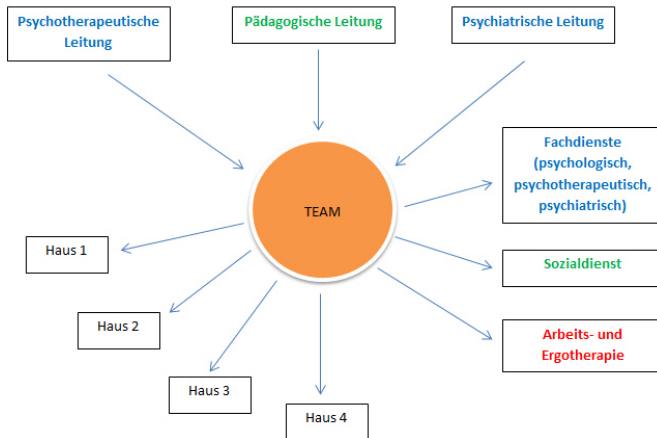 Psychotherapeutische
Leitung
Pädagogische Leitung
Psychiatrische Leitung
Fachdienste
(psychologisch,
psychotherapeutisch,
psychiatrisch)
TEAM
Haus 1
Sozialdienst
Haus 2
Arbeits- und
Ergotherapie
Haus 3
Haus 4